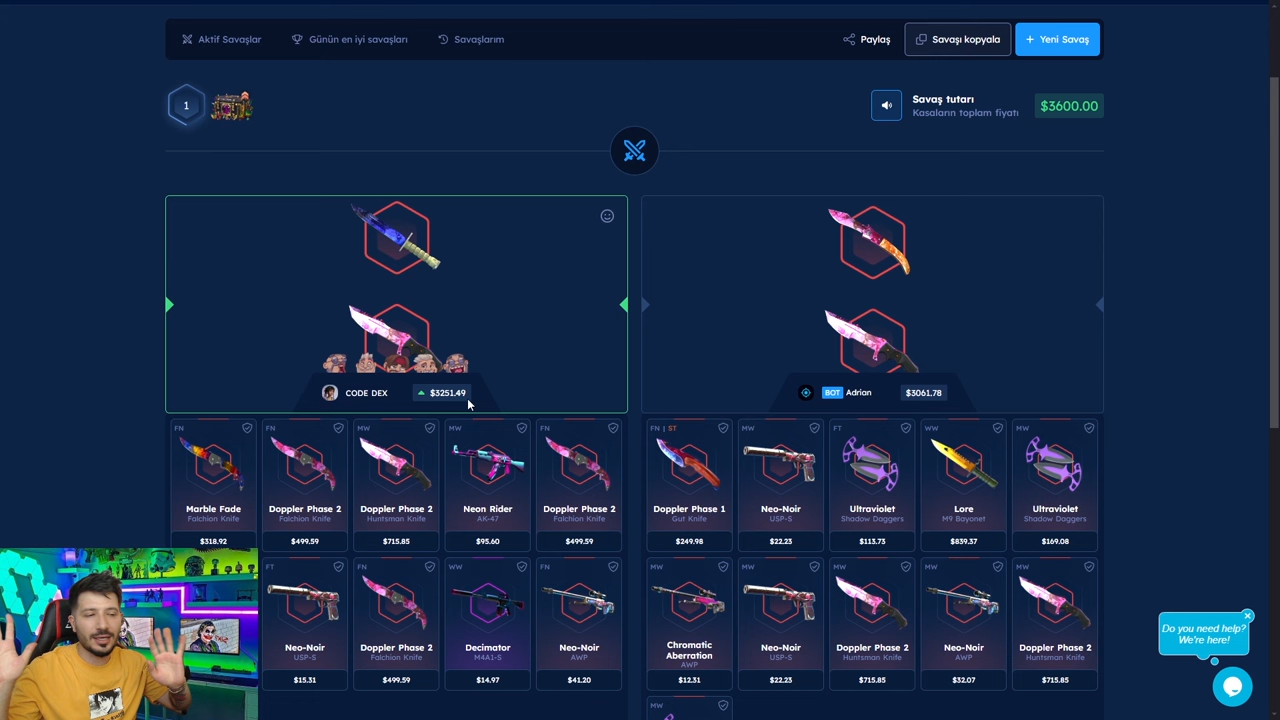 Aktif Savaşlar
Günün en iyi savaşları
Savaşlarım
Paylaş
Savaşı kopyala
+ Yeni Savaş
1
Savaş tutarı
Kasaların toplam fiyatı
$3600.00
CODE DEX
$3251.49
BOT Adrian
$3061.78
FN
Marble Fade
Falchion Knife
$318.92
FN
Doppler Phase 2
Falchion Knife
$499.59
MW
Doppler Phase 2
Huntsman Knife
$715.85
MW
Neon Rider
AK-47
$95.60
FN
Doppler Phase 2
Falchion Knife
$499.59
FN | ST
Doppler Phase 1
Gut Knife
$249.98
MW
Neo-Noir
USP-S
$22.23
FT
Ultraviolet
Shadow Daggers
$113.73
WW
Lore
M9 Bayonet
$839.37
MW
Ultraviolet
Shadow Daggers
$169.08
FT
Neo-Noir
USP-S
$15.31
FN
Doppler Phase 2
Falchion Knife
$499.59
WW
Decimator
M4A1-S
$14.97
FN
Neo-Noir
AWP
$41.20
MW
Chromatic
Aberration
AWP
$12.31
MW
Neo-Noir
USP-S
$22.23
MW
Doppler Phase 2
Huntsman Knife
$715.85
MW
Neo-Noir
AWP
$32.07
MW
Doppler Phase 2
Huntsman Knife
$715.85
MW
Do you need help?
We're here!